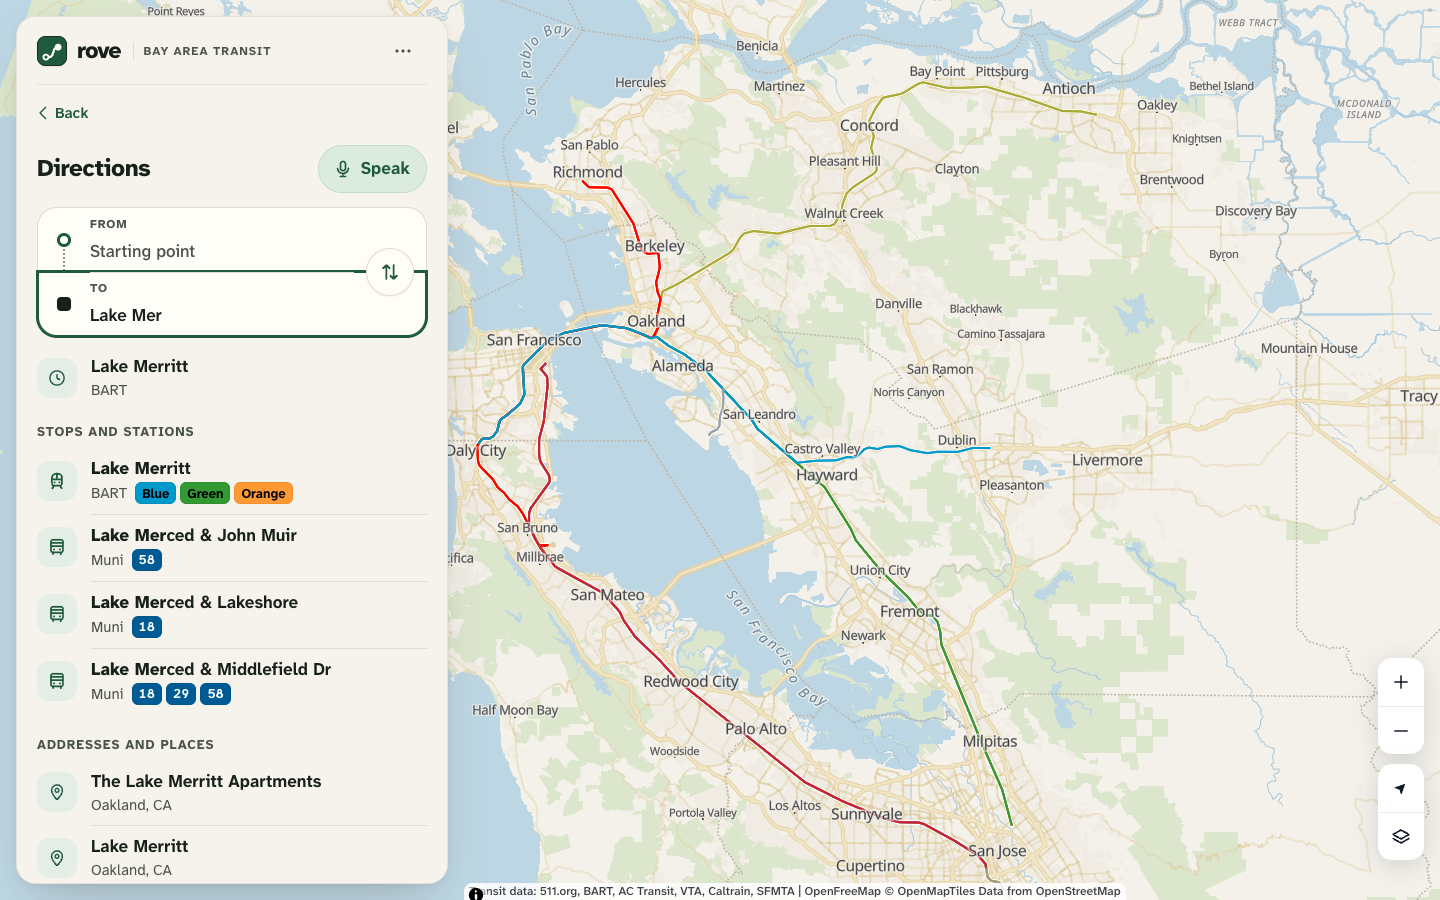 rove
BAY AREA TRANSIT
Back
Directions
Speak
FROM
Starting point
TO
Lake Mer
Lake Merritt
BART
STOPS AND STATIONS
Lake Merritt
BART Blue Green Orange
Lake Merced & John Muir
Muni 58
Lake Merced & Lakeshore
Muni 18
Lake Merced & Middlefield Dr
Muni 18 29 58
ADDRESSES AND PLACES
The Lake Merritt Apartments
Oakland, CA
Lake Merritt
Oakland, CA
Point Reyes
San Pablo Bay
Benicia
WEBB TRACT
Hercules
Martinez
Bay Point
Pittsburg
Antioch
Bethel Island
Oakley
MCDONALD
ISLAND
Concord
Knightsen
San Pablo
Pleasant Hill
Clayton
Richmond
Brentwood
Walnut Creek
Discovery Bay
Berkeley
Byron
Danville
Blackhawk
Oakland
Camino Tassajara
San Francisco
Mountain House
Alameda
San Ramon
Norris Canyon
Tracy
San Leandro
Daly City
Castro Valley
Dublin
Livermore
Hayward
Pleasanton
San Bruno
Millbrae
Union City
San Mateo
Fremont
San Francisco Bay
Newark
Redwood City
Half Moon Bay
Palo Alto
Milpitas
Woodside
Los Altos
Portola Valley
Sunnyvale
San Jose
Cupertino
nsit data: 511.org, BART, AC Transit, VTA, Caltrain, SFMTA | OpenFreeMap © OpenMapTiles Data from OpenStreetMap